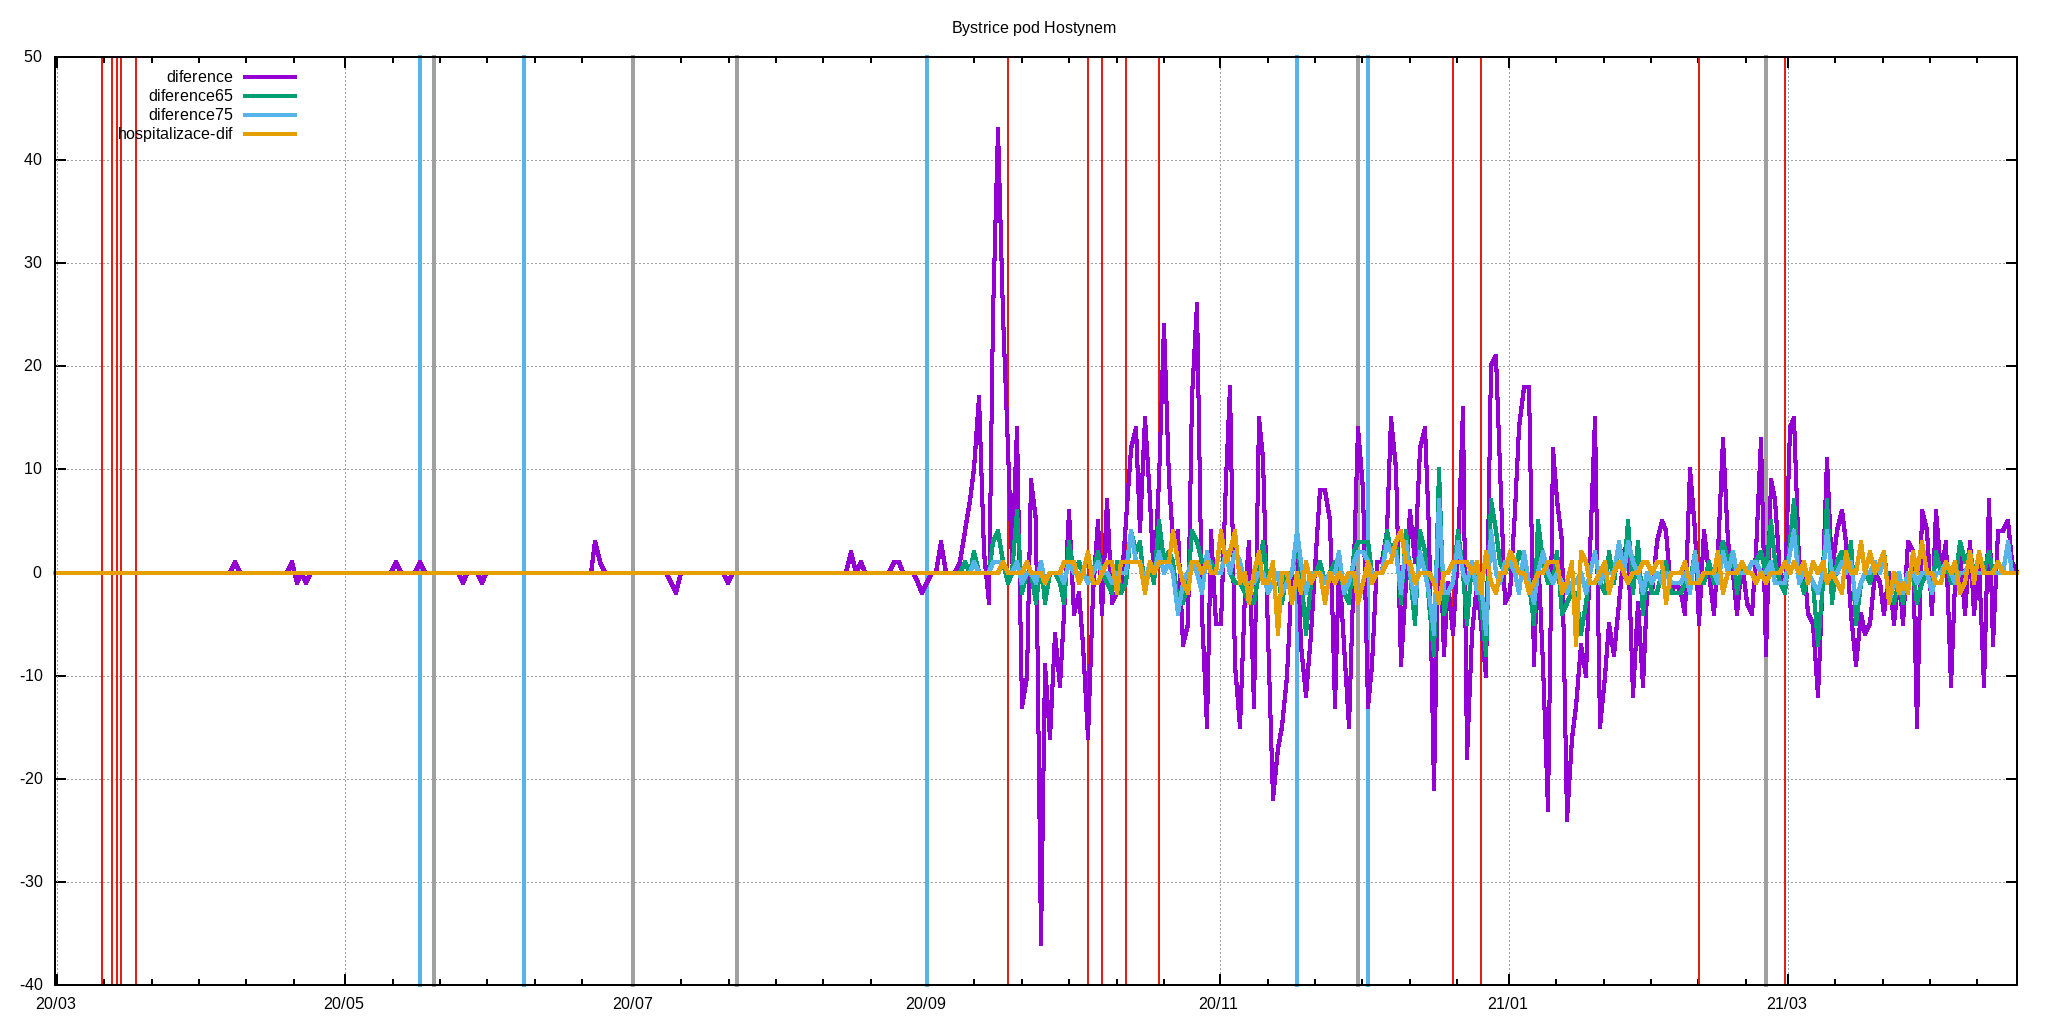 Bystrice pod Hostynem
50
diference
diference65
diference75
hospitalizace-dif
40
30
20
10
0
-10
-20
-30
-40
20/03 20/05 20/07 20/09 20/11 21/01 21/03